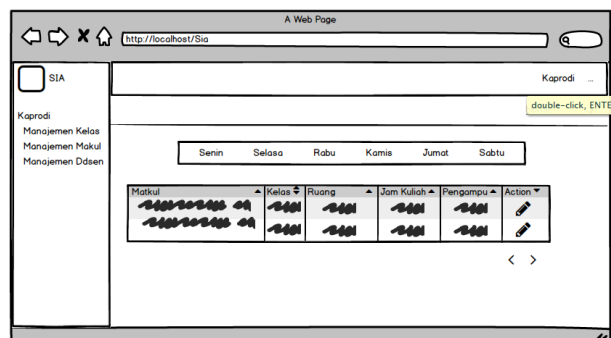 A Web Page
http://localhost/Sia
SIA
Kaprodi ...
double-click, ENTE
Kaprodi
Manajemen Kelas
Manajemen Makul
Manajemen Ddsen
Senin Selasa Rabu Kamis Jumat Sabtu
Matkul Kelas Ruang Jam Kuliah Pengampu Action